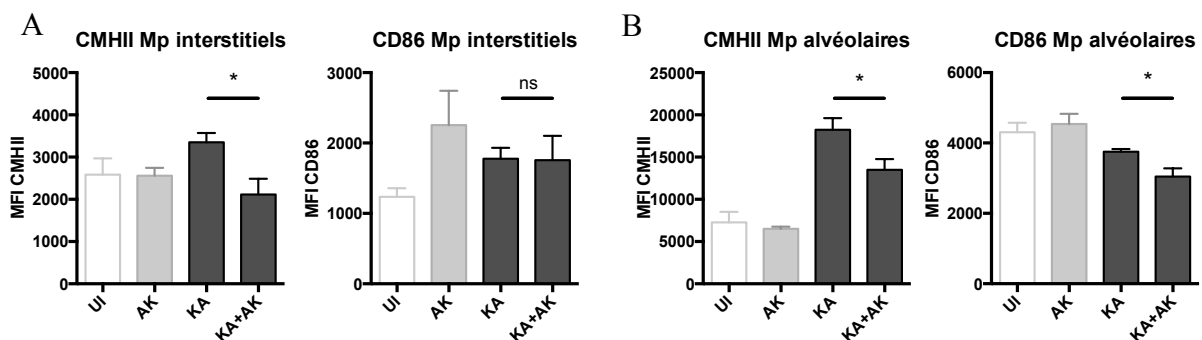 A
CMHII Mp interstitiels
MFI CMHII
5000
4000
3000
2000
1000
0
*
UI
AK
KA
KA+AK
CD86 Mp interstitiels
MFI CD86
3000
2000
1000
0
ns
UI
AK
KA
KA+AK
B
CMHII Mp alvéolaires
MFI CMHII
25000
20000
15000
10000
5000
0
*
UI
AK
KA
KA+AK
CD86 Mp alvéolaires
MFI CD86
6000
4000
2000
0
*
UI
AK
KA
KA+AK